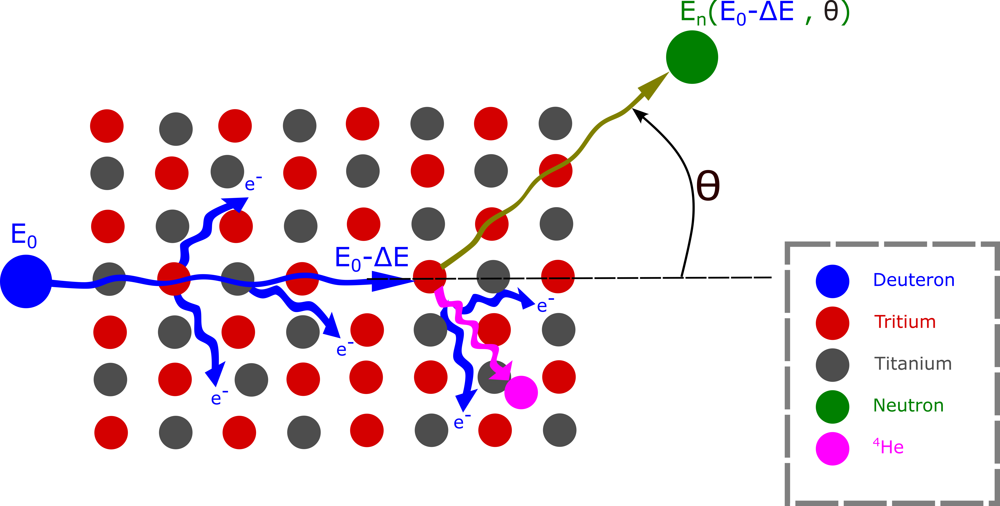 Eₙ(E₀-ΔE , θ)
e⁻
θ
E₀
E₀-ΔE
e⁻
e⁻
e⁻
e⁻
Deuteron
Tritium
Titanium
Neutron
⁴He